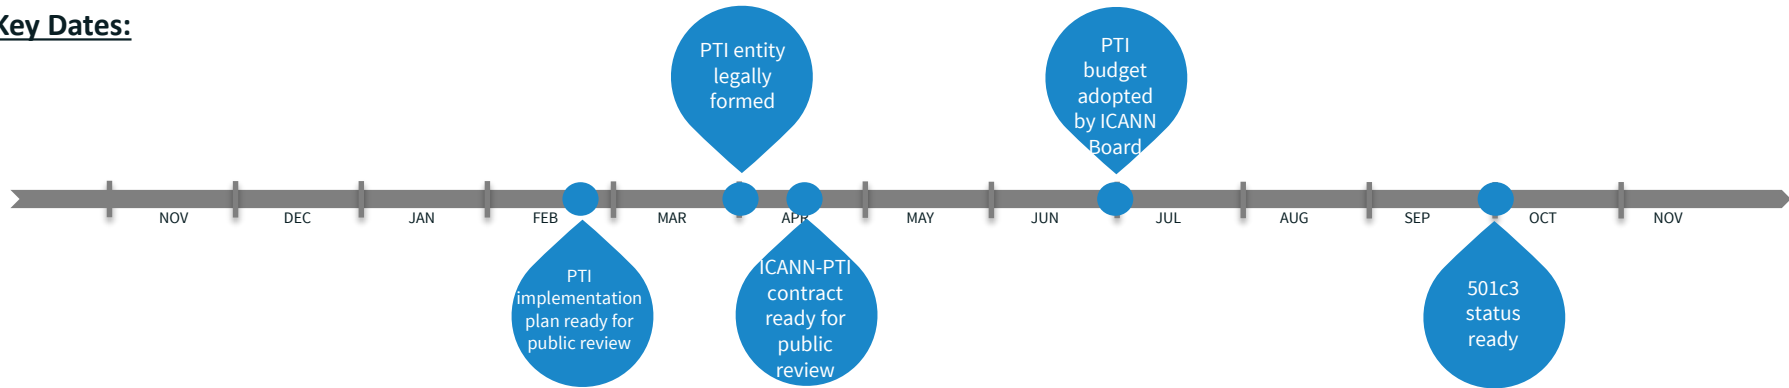 Key Dates:
PTI entity
legally
formed
PTI
budget
adopted
by ICANN
Board
NOV
DEC
JAN
FEB
MAR
APR
MAY
JUN
JUL
AUG
SEP
OCT
NOV
PTI
implementation
plan ready for
public review
ICANN-PTI
contract
ready for
public
review
501c3
status
ready